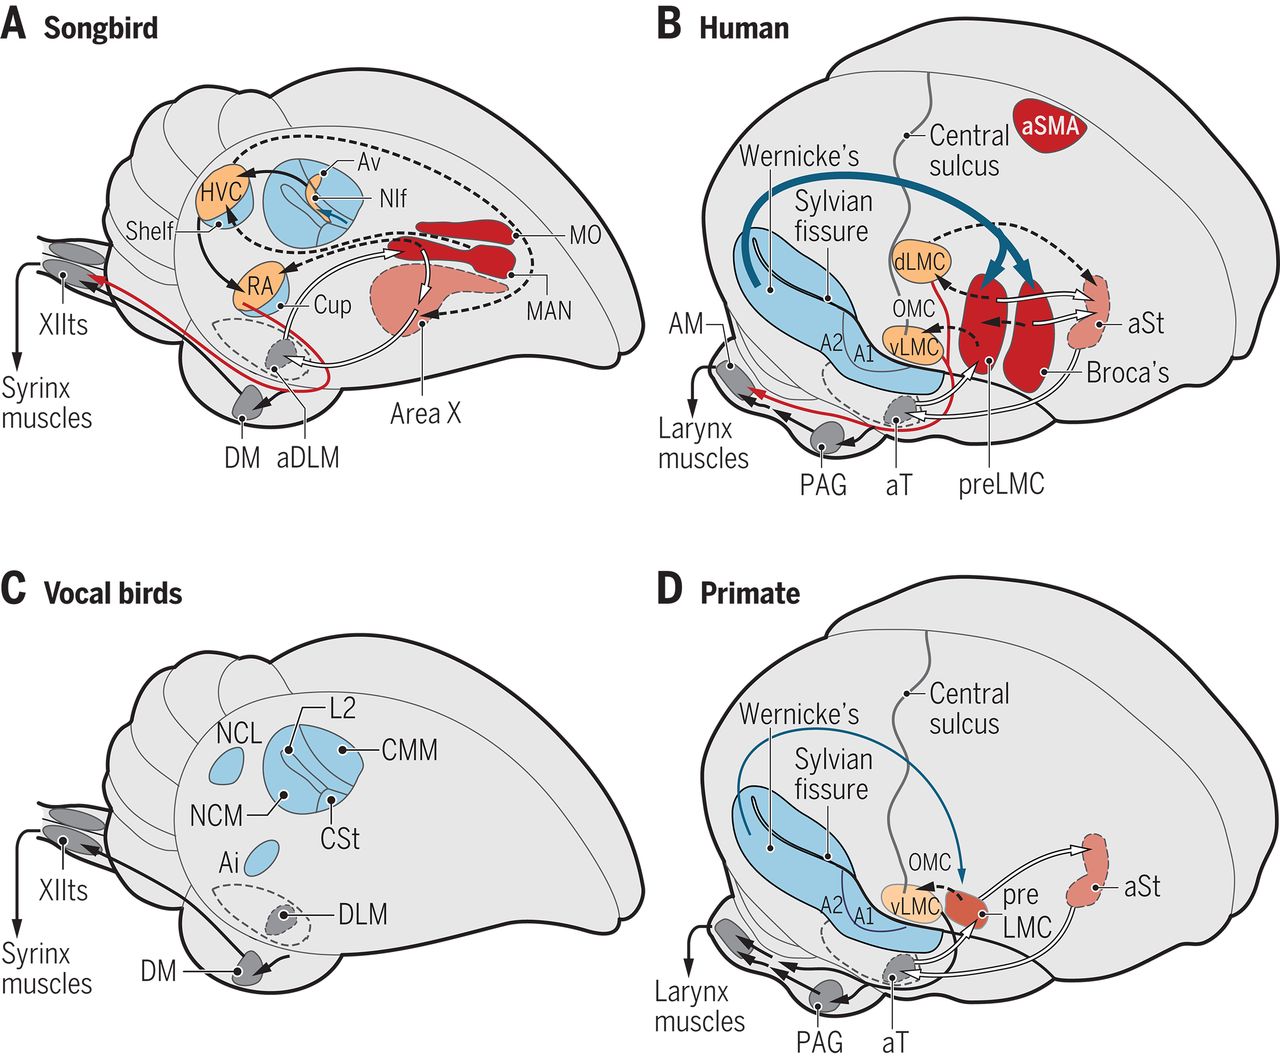 A Songbird
Av
HVC
NIf
Shelf
MO
RA
Cup
MAN
XIIts
Syrinx
muscles
Area X
DM aDLM
B Human
aSMA
Central
sulcus
Wernicke's
Sylvian
fissure
dLMC
OMC
AM
A2 A1 vLMC
aSt
Broca's
Larynx
muscles
PAG aT preLMC
C Vocal birds
L2
NCL
CMM
NCM
CSt
Ai
XIIts
DLM
Syrinx
muscles
DM
D Primate
Central
sulcus
Wernicke's
Sylvian
fissure
OMC
A2 A1 vLMC
pre
LMC
aSt
Larynx
muscles
PAG aT